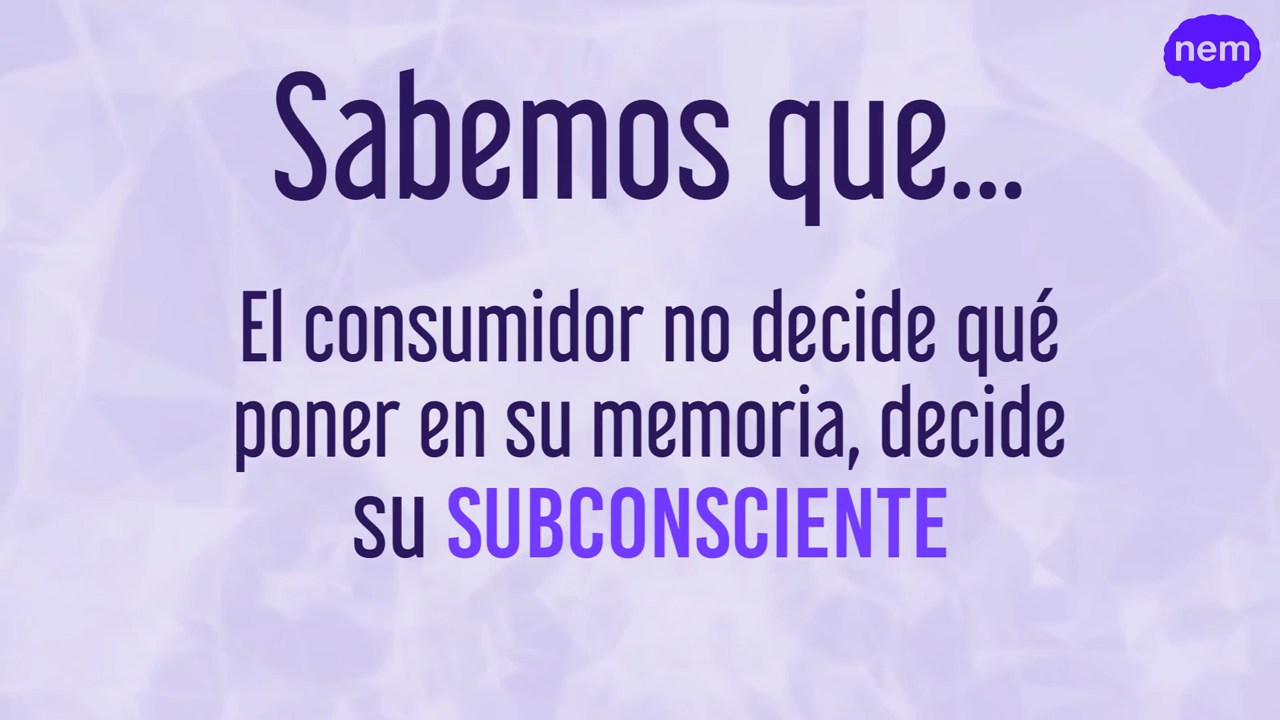 nem
Sabemos que...
El consumidor no decide qué
poner en su memoria, decide
su SUBCONSCIENTE